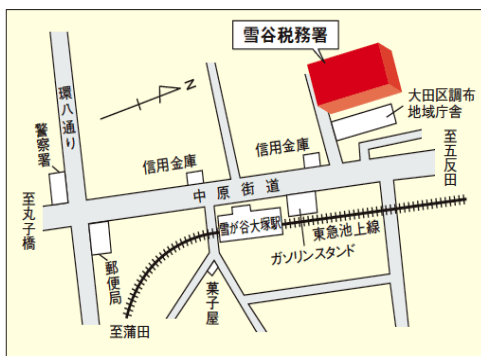 雪谷税務署
環八通り
N
大田区調布
地域庁舎
警察署
信用金庫
信用金庫
至五反田
中原街道
至丸子橋
雪が谷大塚駅
東急池上線
ガソリンスタンド
郵便局
菓子屋
至蒲田